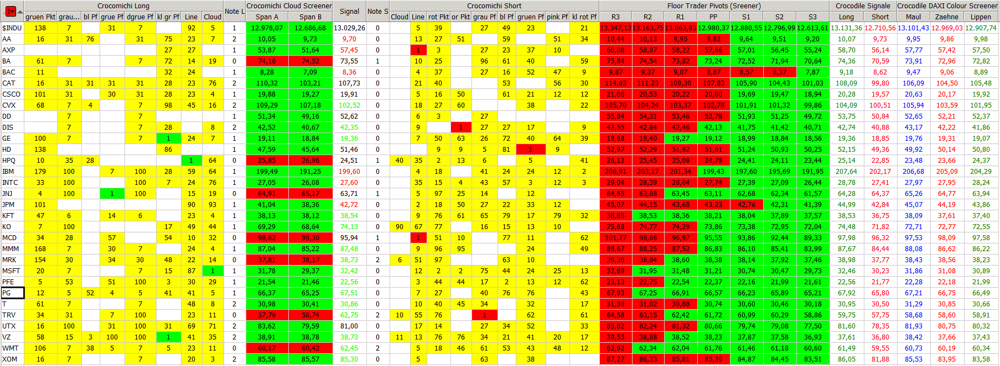 Crocomichi Long Note L Crocomichi Cloud Screener Signal Note S Crocomichi Short Floor Trader Pivots (Sreener) Crocodile Signale Crocodile DAXI Colour Screener
gruen Pkt grau... bl Pf grue Pf dgrue Pf kl gr Pf Line Cloud Span A Span B Cloud Line rot Pkt or Pkt grau Pf bl Pf gruen Pf pink Pf kl rot Pf R3 R2 R1 PP S1 S2 S3 Long Short Maul Zaehne Lippen
$INDU 138 7 31 7 92 5 1 12.978,07 12.686,68 13.029,26 0 5 39 27 49 23 21 13.347,13 13.163,75 13.063,93 12.980,37 12.880,55 12.796,99 12.613,61 13.131,36 12.710,56 13.101,43 12.969,03 12.907,74
AA 16 31 76 31 75 23 7 2 10,05 9,73 9,70 0 13 27 51 59 51 34 10,44 10,13 9,95 9,82 9,64 9,51 9,20 10,07 9,73 9,95 9,86 9,98
AXP 27 27 1 53,87 51,64 57,45 0 1 3 27 23 37 10 60,08 58,87 58,22 57,66 57,01 56,45 55,24 58,70 56,14 57,77 57,42 57,50
BA 61 7 7 72 14 19 0 74,16 74,52 73,55 1 10 25 96 61 40 59 75,84 74,54 73,82 73,24 72,52 71,94 70,64 74,36 70,59 73,91 72,96 72,82
BAC 11 32 24 1 8,28 7,09 8,36 0 4 37 27 16 52 47 9 9,87 9,37 9,07 8,87 8,57 8,37 7,87 9,18 8,62 9,47 9,06 8,89
CAT 16 31 31 31 31 28 23 76 2 110,32 103,21 107,73 0 21 40 53 56 30 114,63 111,23 109,30 107,83 105,90 104,43 101,03 108,09 99,80 106,09 104,50 105,48
CSCO 101 31 30 31 28 23 4 1 19,88 19,27 19,91 0 5 16 50 61 21 12 12 21,06 20,53 20,22 20,00 19,69 19,47 18,94 20,28 19,57 20,63 20,17 19,92
CVX 68 7 4 7 98 45 16 2 109,29 107,18 102,52 0 18 27 60 38 22 105,70 104,24 103,37 102,78 101,91 101,32 99,86 104,09 100,51 105,94 103,59 101,95
DD 7 7 1 51,34 49,16 52,62 0 6 3 27 55,84 54,31 53,46 52,78 51,93 51,25 49,72 53,75 50,84 52,65 52,21 52,37
DIS 7 7 28 8 2 42,52 40,67 42,35 0 9 1 27 27 17 9 43,55 42,84 42,46 42,13 41,75 41,42 40,71 42,74 40,88 43,17 42,22 41,86
GE 100 7 7 1 24 7 1 19,11 18,84 19,36 0 7 50 63 26 72 40 64 39 19,68 19,40 19,27 19,12 18,99 18,84 18,56 19,74 18,85 19,76 19,31 19,07
HD 138 86 1 47,59 45,64 51,46 0 9 9 5 81 1 9 52,97 52,29 51,92 51,61 51,24 50,93 50,25 52,15 49,36 49,92 50,14 50,80
HPQ 10 35 28 1 64 0 25,85 26,96 24,51 1 40 35 2 13 6 5 41 26,12 25,45 25,08 24,78 24,41 24,11 23,44 25,14 22,85 23,48 23,66 24,37
IBM 179 100 7 100 28 59 64 1 199,49 191,25 199,60 0 4 18 41 24 24 12 2 206,91 203,17 201,34 199,43 197,60 195,69 191,95 207,64 202,17 206,68 205,09 204,29
INTC 33 100 100 7 24 76 1 27,05 26,08 27,60 0 35 15 4 43 57 3 12 3 29,04 28,39 28,04 27,74 27,39 27,09 26,44 28,78 27,41 27,97 27,95 28,24
JNJ 4 100 1 100 15 19 0 64,91 65,17 63,71 1 5 97 25 14 12 64,65 63,88 63,45 63,11 62,68 62,34 61,57 64,28 64,37 65,26 64,77 63,94
JPM 101 90 93 1 41,04 38,36 42,72 0 2 18 50 27 22 33 12 45,07 44,15 43,68 43,23 42,76 42,31 41,39 44,99 42,84 45,07 44,19 43,86
KFT 47 6 14 6 23 4 1 38,13 38,12 38,54 0 9 76 61 65 79 17 79 32 38,85 38,53 38,36 38,21 38,04 37,89 37,57 38,53 36,75 38,09 37,61 37,40
KO 7 100 17 49 44 1 69,29 68,64 74,13 0 90 67 77 16 15 13 10 75,68 74,77 74,29 73,86 73,38 72,95 72,04 74,48 71,82 72,71 72,77 72,55
MCD 34 28 57 54 10 32 0 98,62 99,30 95,94 1 1 51 10 77 11 62 101,77 98,66 96,97 95,55 93,86 92,44 89,33 97,98 96,32 97,53 98,09 97,58
MMM 168 7 30 7 24 4 1 87,04 85,22 87,48 0 9 96 95 24 49 89,67 88,25 87,52 86,83 86,10 85,41 83,99 87,67 84,44 88,08 86,62 86,22
MRK 154 30 34 30 48 22 14 0 37,81 38,17 38,73 2 6 51 97 63 10 39,30 38,84 38,60 38,38 38,14 37,92 37,46 38,98 37,77 38,43 38,26 38,23
MSFT 20 7 7 15 87 1 1 31,78 29,37 32,42 0 12 2 2 75 44 24 25 13 32,69 31,95 31,48 31,21 30,74 30,47 29,73 32,46 30,23 31,86 31,08 30,89
PFE 5 53 51 100 3 30 29 1 21,54 21,46 22,56 0 3 44 44 17 2 13 12 62 23,13 22,75 22,54 22,37 22,16 21,99 21,61 22,56 21,77 22,28 22,18 21,99
PG 12 5 52 4 5 41 41 5 1 66,37 65,25 67,51 0 7 27 40 76 76 43 67,93 67,25 66,91 66,57 66,23 65,89 65,21 67,92 65,80 67,21 66,75 66,49
T 61 7 7 48 8 2 30,98 30,41 30,86 0 10 40 45 34 32 17 31,30 31,02 30,88 30,74 30,60 30,46 30,18 30,95 30,50 31,29 30,85 30,66
TRV 34 31 7 100 23 11 0 57,79 58,74 62,75 2 10 55 76 1 62 61 64,58 63,15 62,42 61,72 60,99 60,29 58,86 59,75 57,75 58,68 58,60 58,91
UTX 16 100 31 100 31 69 71 2 83,62 79,59 81,00 0 17 14 27 34 52 33 83,82 82,24 81,32 80,66 79,74 79,08 77,50 81,60 78,35 81,93 80,75 80,32
VZ 58 15 3 100 100 1 41 35 2 38,91 38,78 38,73 0 11 13 76 76 34 21 41 20 17 39,53 38,88 38,52 38,23 37,87 37,58 36,93 37,61 36,80 38,42 37,66 37,43
WMT 106 7 38 5 7 5 23 11 0 60,17 60,42 62,45 2 5 18 46 61 53 43 48 12 62,92 62,34 62,04 61,76 61,46 61,18 60,60 61,49 59,55 60,73 60,19 60,34
XOM 16 7 7 20 3 2 85,58 85,57 85,30 0 5 63 38 87,27 86,33 85,81 85,39 84,87 84,45 83,51 86,05 81,88 85,53 83,95 83,58